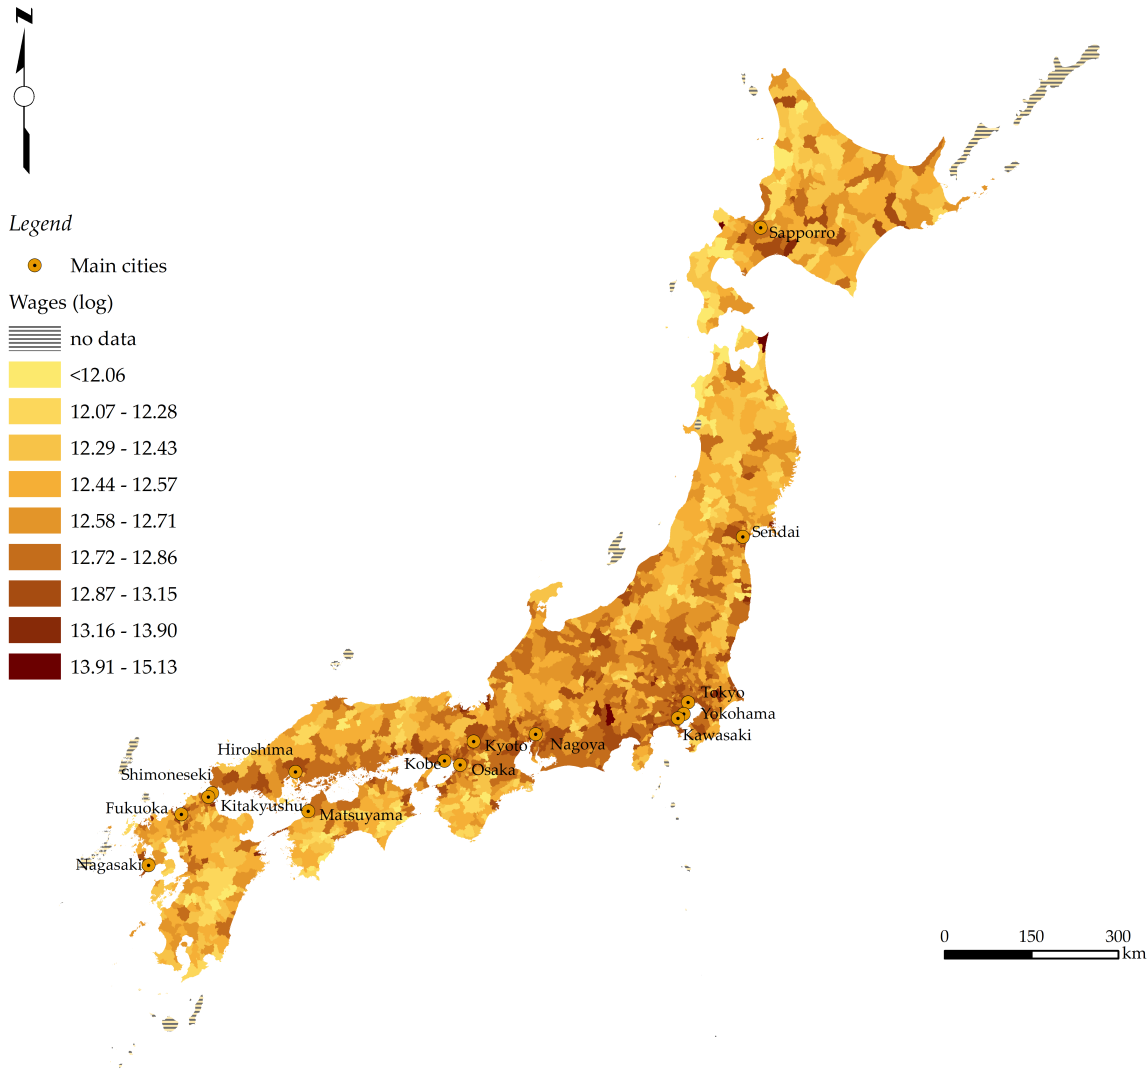 N
Legend
Main cities
Wages (log)
no data
<12.06
12.07 - 12.28
12.29 - 12.43
12.44 - 12.57
12.58 - 12.71
12.72 - 12.86
12.87 - 13.15
13.16 - 13.90
13.91 - 15.13
Sapporro
Sendai
Tokyo
Yokohama
Kawasaki
Nagoya
Kyoto
Kobe
Osaka
Hiroshima
Shimoneseki
Kitakyushu
Fukuoka
Matsuyama
Nagasaki
0 150 300
km